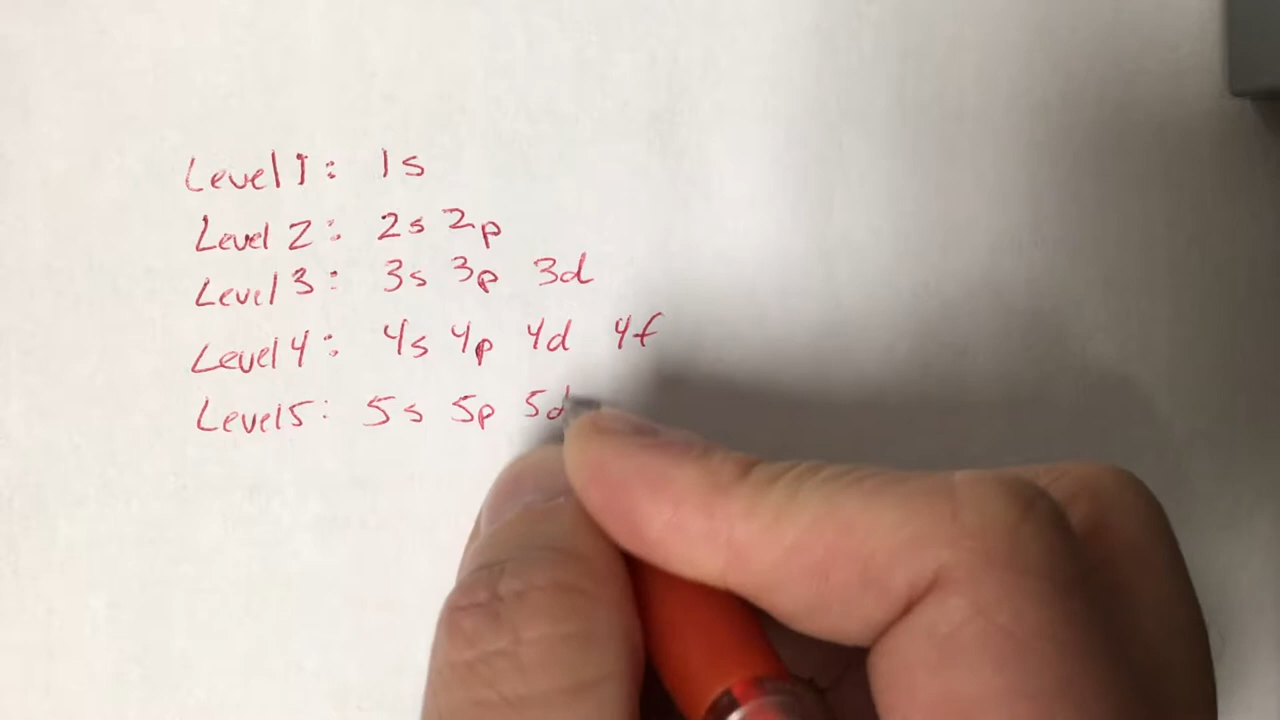 Level 1: 1s
Level 2: 2s 2p
Level 3: 3s 3p 3d
Level 4: 4s 4p 4d 4f
Level 5: 5s 5p 5d